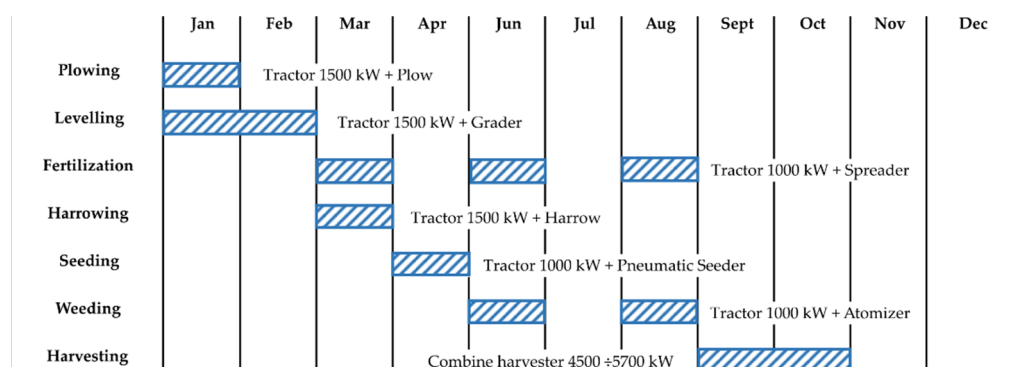 Jan Feb Mar Apr Jun Jul Aug Sept Oct Nov Dec
Plowing Tractor 1500 kW + Plow
Levelling Tractor 1500 kW + Grader
Fertilization Tractor 1000 kW + Spreader
Harrowing Tractor 1500 kW + Harrow
Seeding Tractor 1000 kW + Pneumatic Seeder
Weeding Tractor 1000 kW + Atomizer
Harvesting Combine harvester 4500 ÷5700 kW